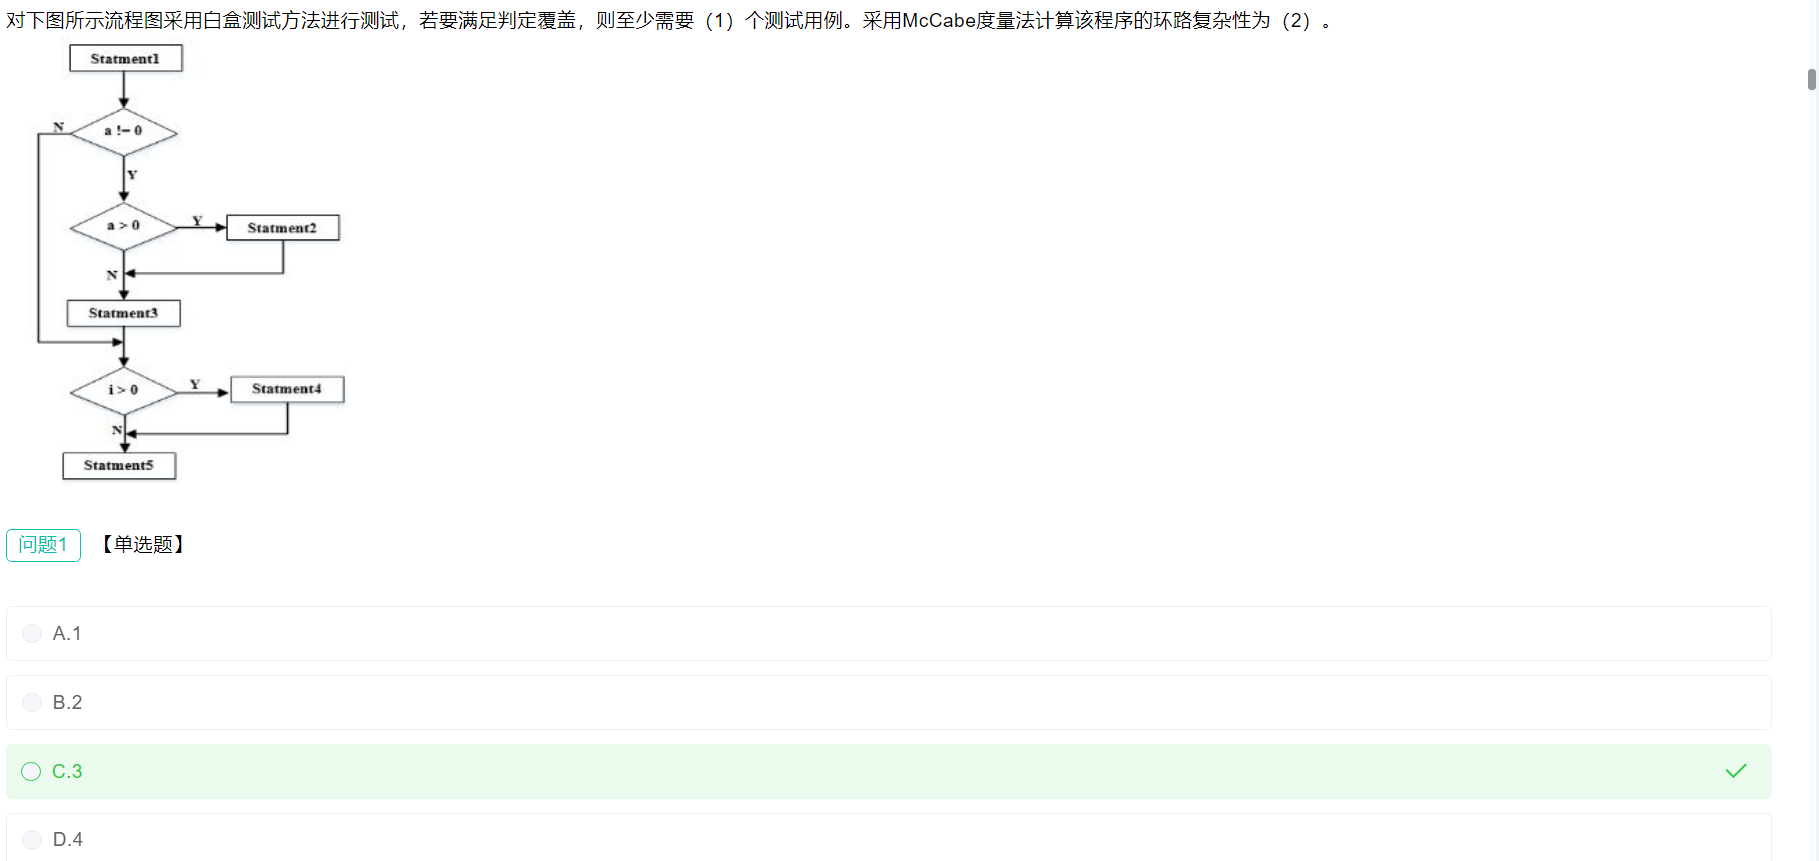 对下图所示流程图采用白盒测试方法进行测试，若要满足判定覆盖，则至少需要（1）个测试用例。采用McCabe度量法计算该程序的环路复杂性为（2）。
Statment1
N
a != 0
Y
a > 0
Y
Statment2
N
Statment3
i > 0
Y
Statment4
N
Statment5
问题1 【单选题】
A.1
B.2
C.3
D.4